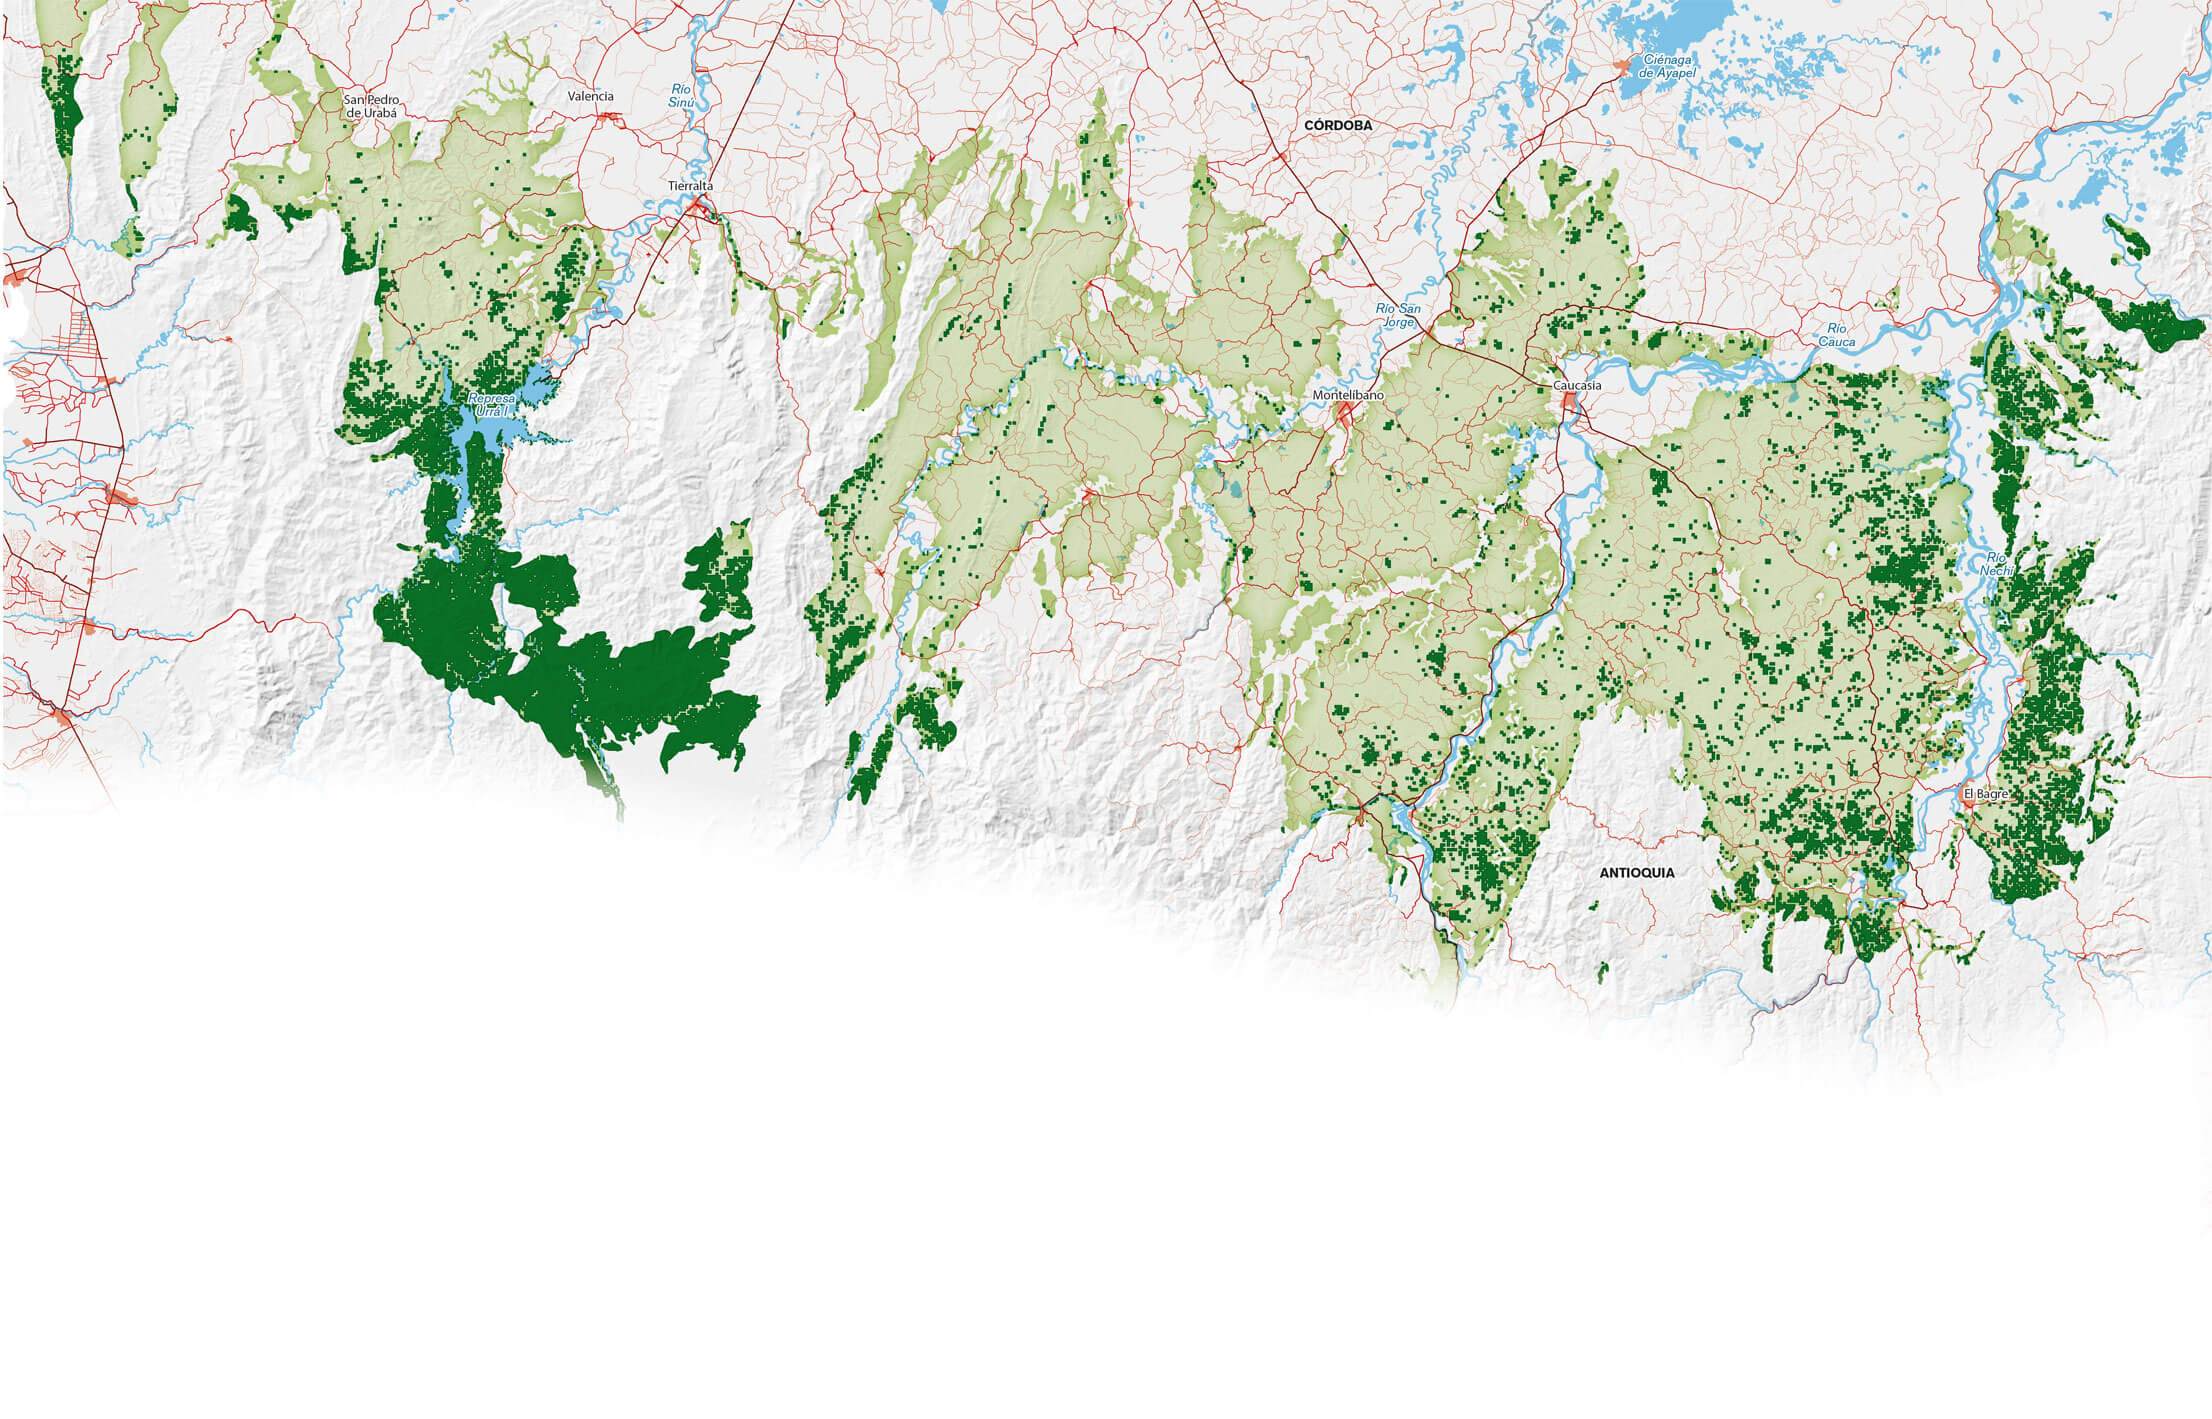 Ciénaga
de Ayapel
Río
Sinú
Valencia
San Pedro
de Urabá
CÓRDOBA
Tierralta
Río San
Jorge
Río
Cauca
Caucasia
Montelíbano
Represa
Urrá I
Río
Nechí
El Bagre
ANTIOQUIA